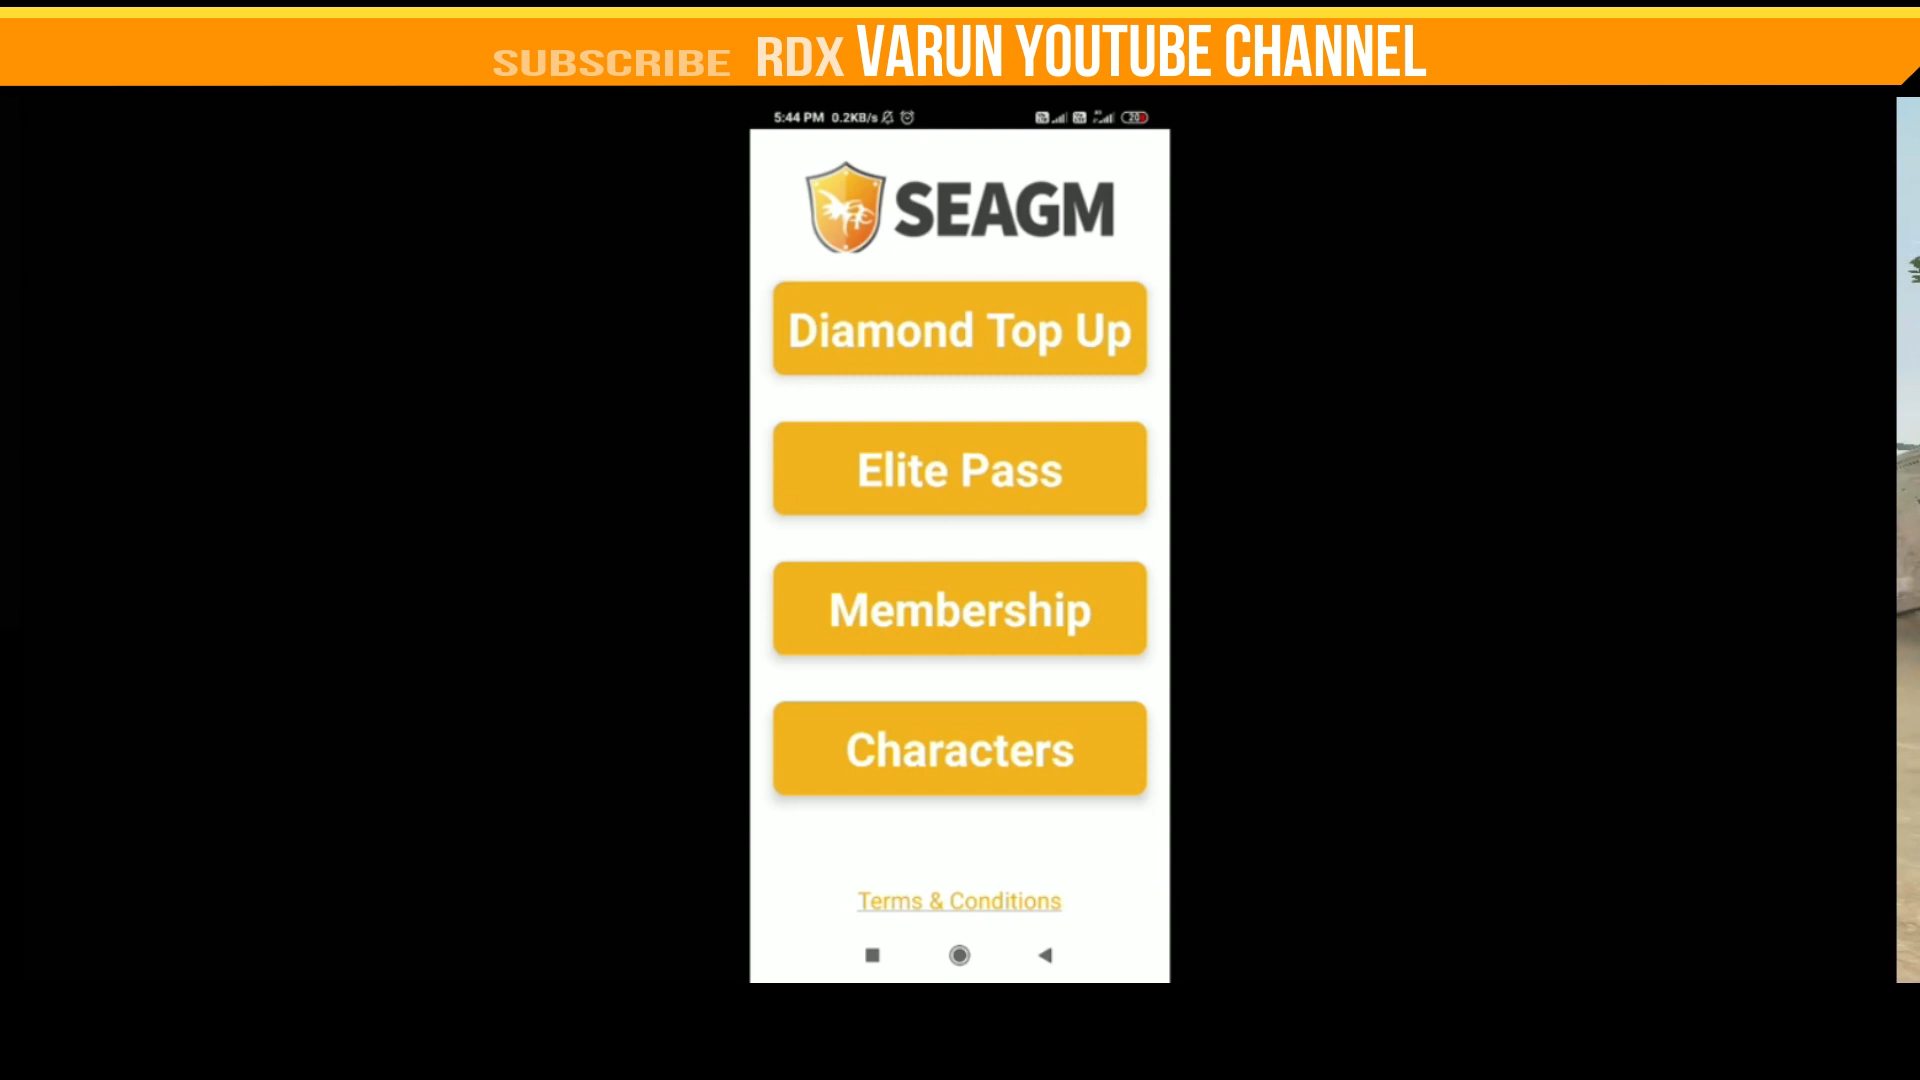 SUBSCRIBE RDX VARUN YOUTUBE CHANNEL
5:44 PM 0.2KB/s 20
SEAGM
Diamond Top Up
Elite Pass
Membership
Characters
Terms & Conditions